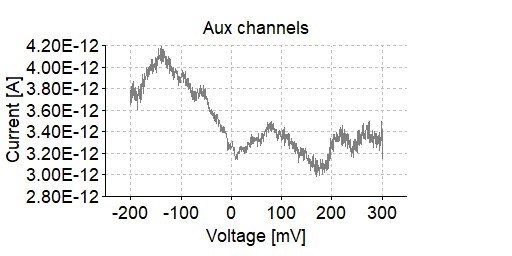 Aux channels
Current [A]
4.20E-12
4.00E-12
3.80E-12
3.60E-12
3.40E-12
3.20E-12
3.00E-12
2.80E-12
-200 -100 0 100 200 300
Voltage [mV]